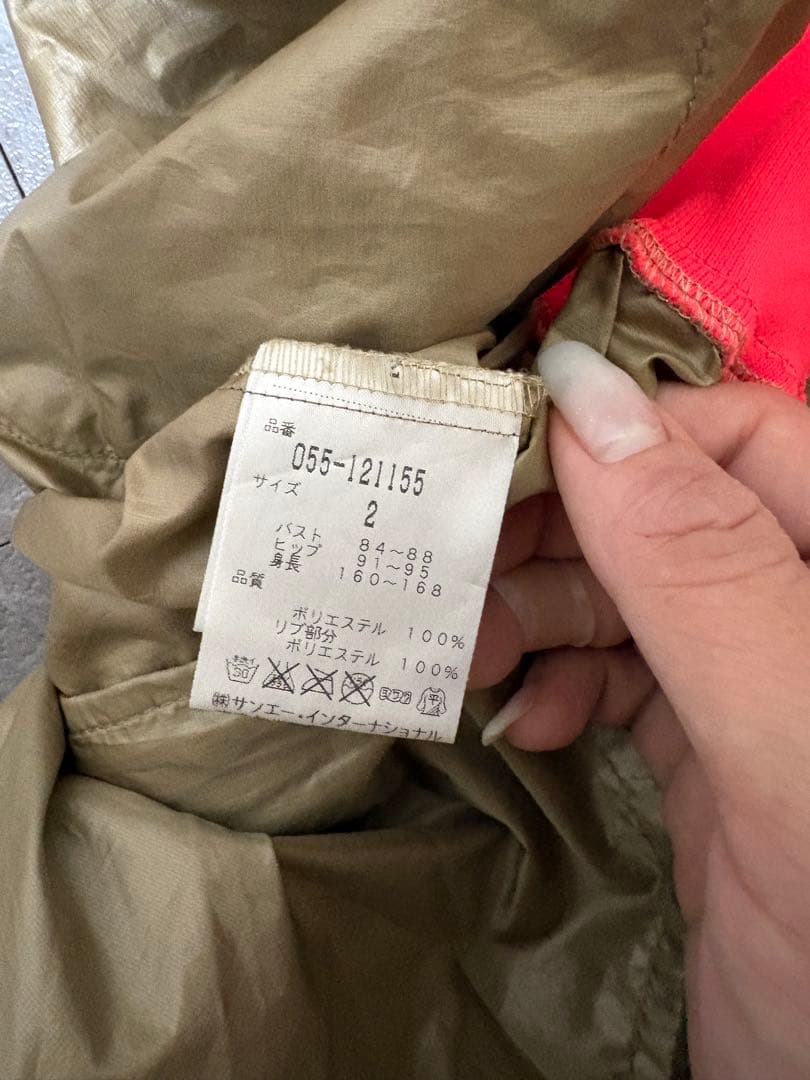 品番
055-121155
サイズ
2
バスト 84～88
ヒップ 91～95
身長 160～168
品質
ポリエステル 100%
リブ部分
ポリエステル 100%
㈱サンエー・インターナショナル